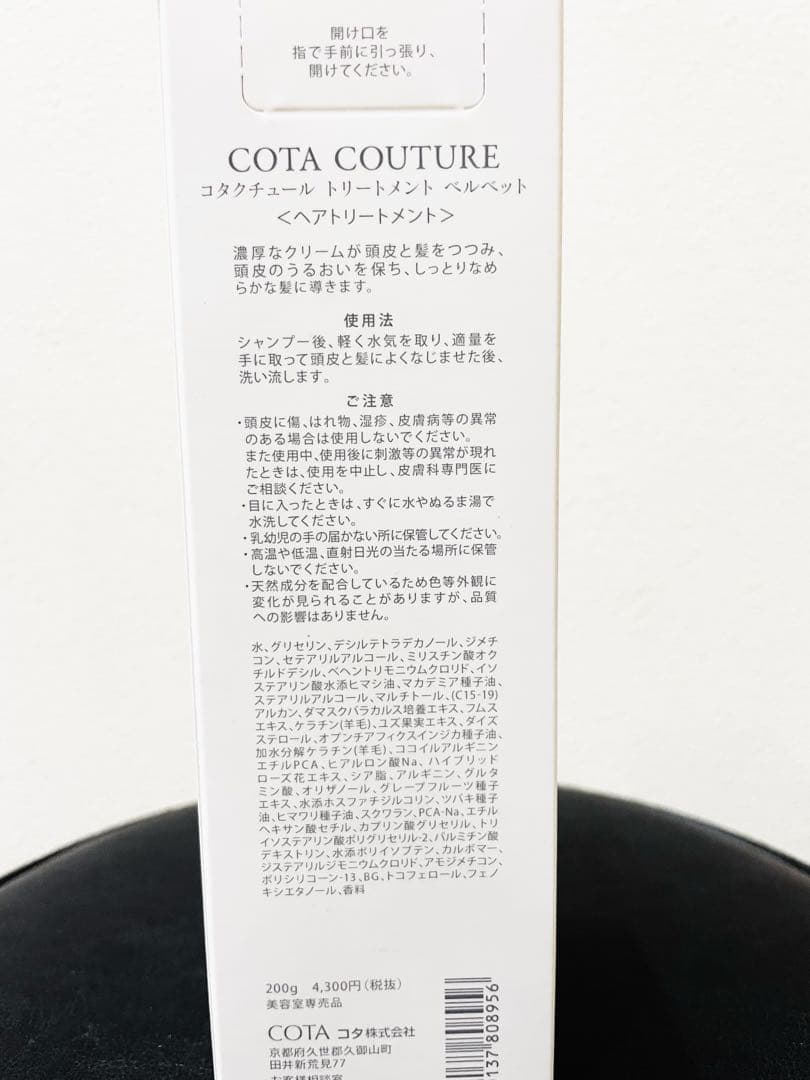 開け口を
指で手前に引っ張り、
開けてください。
COTA COUTURE
コタクチュール トリートメント ベルベット
＜ヘアトリートメント＞
濃厚なクリームが頭皮と髪をつつみ、
頭皮のうるおいを保ち、しっとりなめ
らかな髪に導きます。
使用法
シャンプー後、軽く水気を取り、適量を
手に取って頭皮と髪によくなじませた後、
洗い流します。
ご注意
・頭皮に傷、はれ物、湿疹、皮膚病等の異常
のある場合は使用しないでください。
また使用中、使用後に刺激等の異常が現れ
たときは、使用を中止し、皮膚科専門医に
ご相談ください。
・目に入ったときは、すぐに水やぬるま湯で
水洗してください。
・乳幼児の手の届かない所に保管してください。
・高温や低温、直射日光の当たる場所に保管
しないでください。
・天然成分を配合しているため色等外観に
変化が見られることがありますが、品質
への影響はありません。
水、グリセリン、デシルテトラデカノール、ジメチ
コン、セテアリルアルコール、ミリスチン酸オク
チルドデシル、ベヘントリモニウムクロリド、イソ
ステアリン酸水添ヒマシ油、マカデミア種子油、
ステアリルアルコール、マルチトール、(C15-19)
アルカン、ダマスクバラカルス培養エキス、フムス
エキス、ケラチン(羊毛)、ユズ果実エキス、ダイズ
ステロール、オプンチアフィクスインジカ種子油、
加水分解ケラチン(羊毛)、ココイルアルギニン
エチルPCA、ヒアルロン酸Na、ハイブリッド
ローズ花エキス、シア脂、アルギニン、グルタ
ミン酸、オリザノール、グレープフルーツ種子
エキス、水添ホスファチジルコリン、ツバキ種子
油、ヒマワリ種子油、スクワラン、PCA-Na、エチル
ヘキサン酸セチル、カプリン酸グリセリル、トリ
イソステアリン酸ポリグリセリル-2、パルミチン酸
デキストリン、水添ポリイソブテン、カルボマー、
ジステアリルジモニウムクロリド、アモジメチコン、
ポリシリコーン-13、BG、トコフェロール、フェノ
キシエタノール、香料
200g 4,300円(税抜)
美容室専売品
COTA コタ株式会社
京都府久世郡久御山町
田井新荒見77
お客様相談室
137 808956